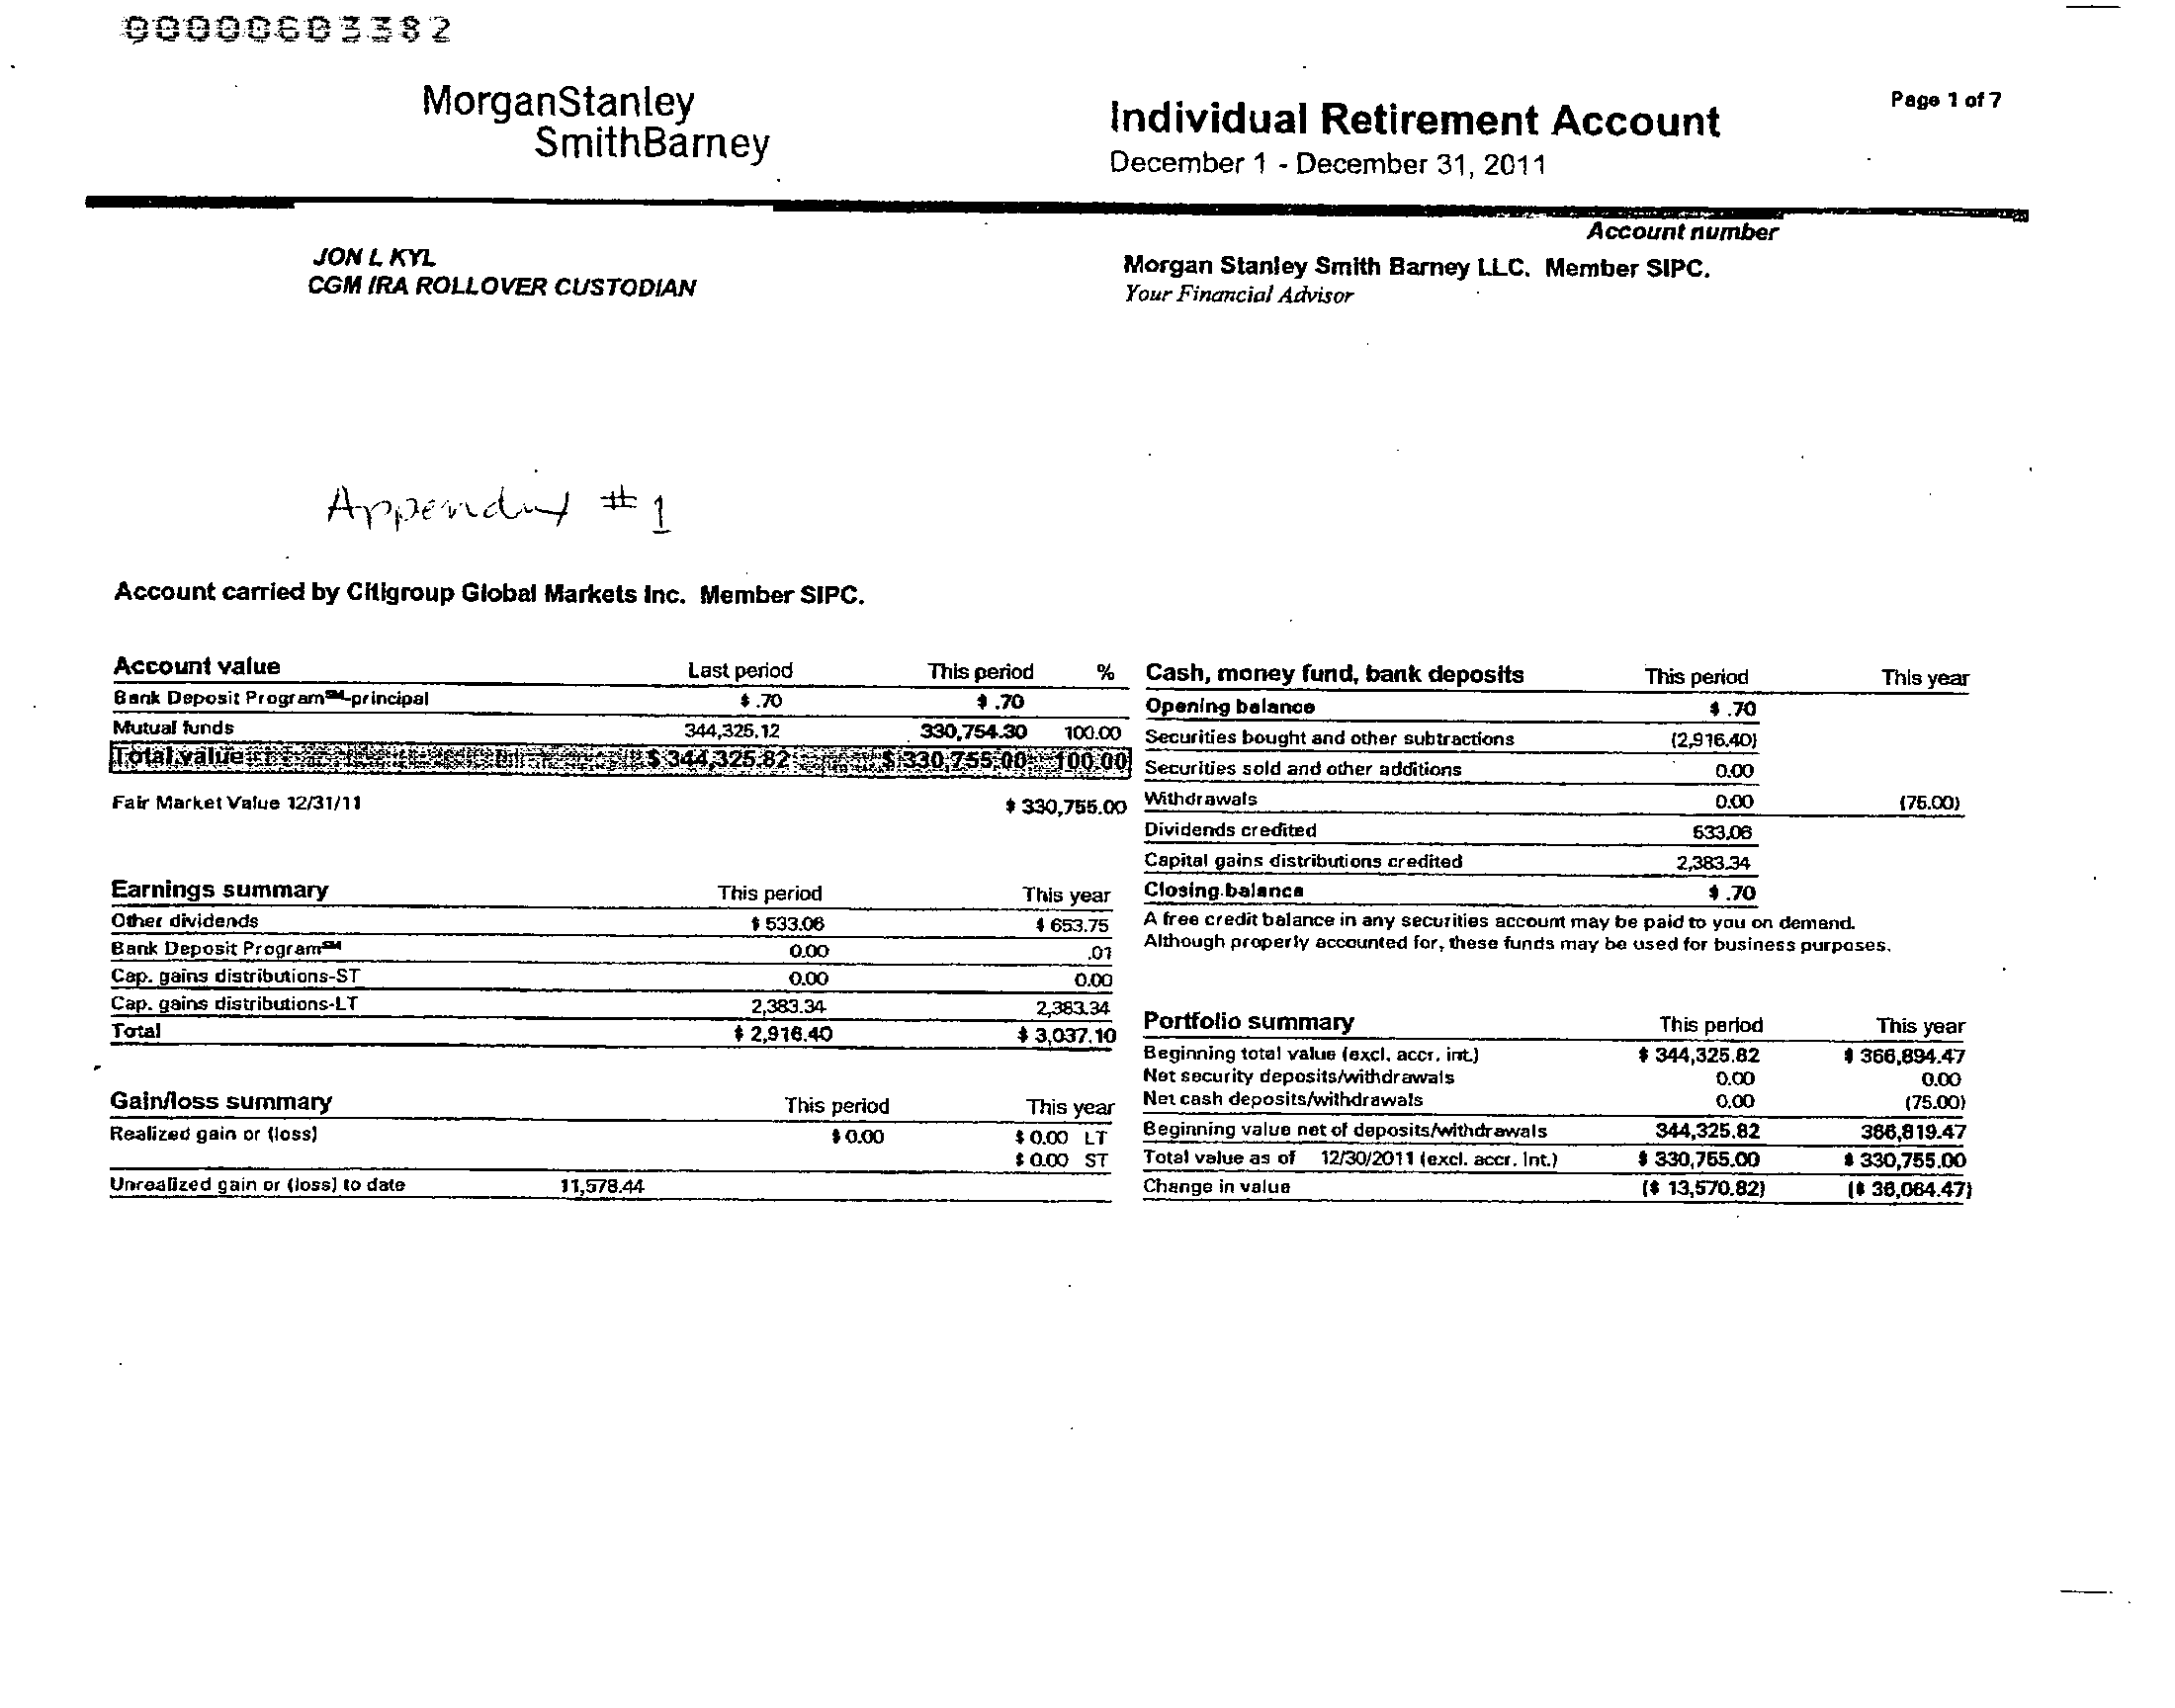 00000603382
MorganStanley
SmithBarney
Individual Retirement Account
December 1 - December 31, 2011
Page 1 of 7
Account number
JON L KYL
CGM IRA ROLLOVER CUSTODIAN
Morgan Stanley Smith Barney LLC. Member SIPC.
Your Financial Advisor
Appendix #1
Account carried by Citigroup Global Markets Inc. Member SIPC.
Account value Last period This period %
Bank Deposit Program℠-principal $ .70 $ .70
Mutual funds 344,325.12 330,754.30 100.00
Total value $ 344,325.82 $ 330,755.00 100.00
Fair Market Value 12/31/11 $ 330,755.00
Earnings summary This period This year
Other dividends $ 533.06 $ 653.75
Bank Deposit Program℠ 0.00 .01
Cap. gains distributions-ST 0.00 0.00
Cap. gains distributions-LT 2,383.34 2,383.34
Total $ 2,916.40 $ 3,037.10
Gain/loss summary This period This year
Realized gain or (loss) $ 0.00 $ 0.00 LT
$ 0.00 ST
Unrealized gain or (loss) to date 11,578.44
Cash, money fund, bank deposits This period This year
Opening balance $ .70
Securities bought and other subtractions (2,916.40)
Securities sold and other additions 0.00
Withdrawals 0.00 (75.00)
Dividends credited 533.06
Capital gains distributions credited 2,383.34
Closing balance $ .70
A free credit balance in any securities account may be paid to you on demand.
Although properly accounted for, these funds may be used for business purposes.
Portfolio summary This period This year
Beginning total value (excl. accr. int.) $ 344,325.82 $ 366,894.47
Net security deposits/withdrawals 0.00 0.00
Net cash deposits/withdrawals 0.00 (75.00)
Beginning value net of deposits/withdrawals 344,325.82 366,819.47
Total value as of 12/30/2011 (excl. accr. int.) $ 330,755.00 $ 330,755.00
Change in value ($ 13,570.82) ($ 36,064.47)